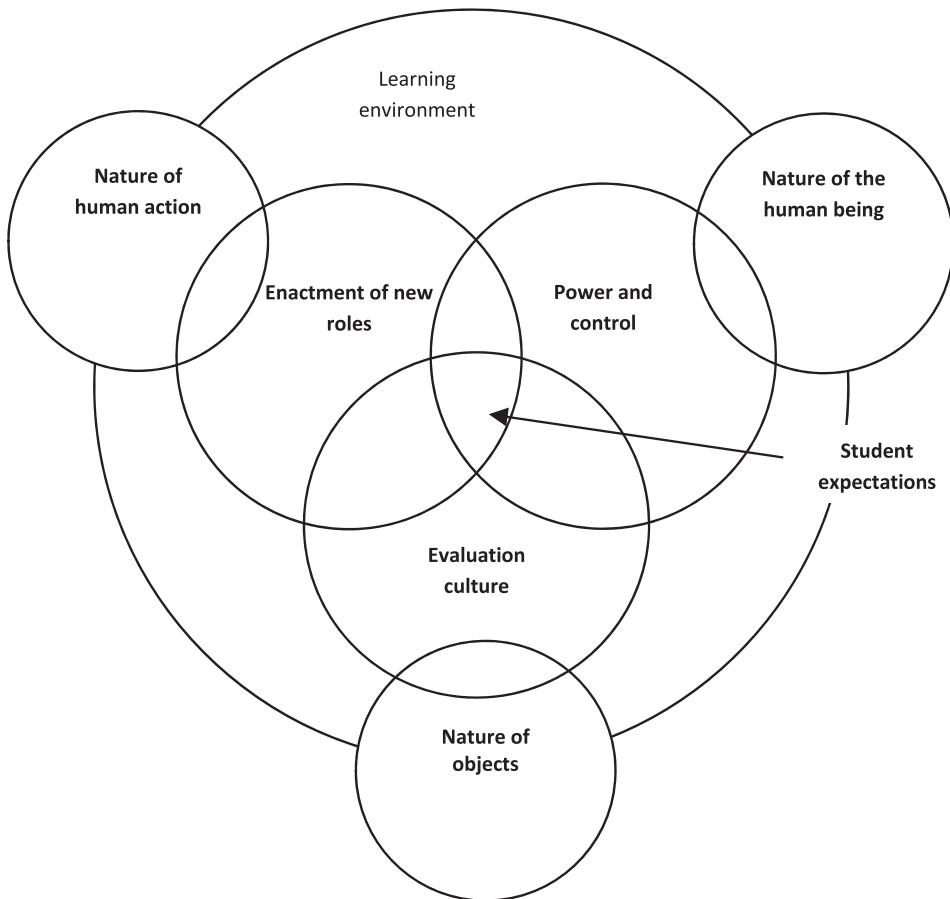 Learning
environment
Nature of
human action
Nature of the
human being
Enactment of new
roles
Power and
control
Student
expectations
Evaluation
culture
Nature of
objects